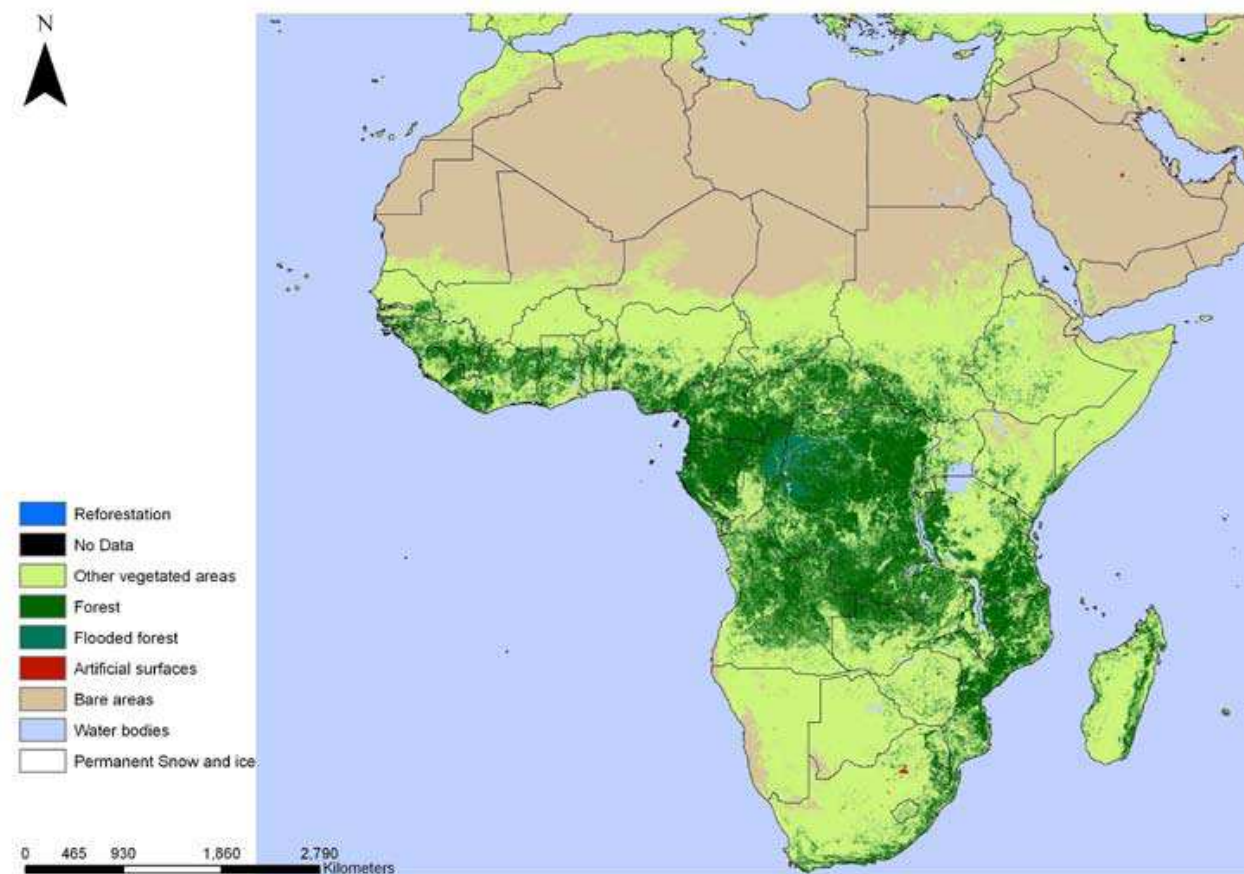 N
Reforestation
No Data
Other vegetated areas
Forest
Flooded forest
Artificial surfaces
Bare areas
Water bodies
Permanent Snow and ice
0 465 930 1,860 2,790
Kilometers